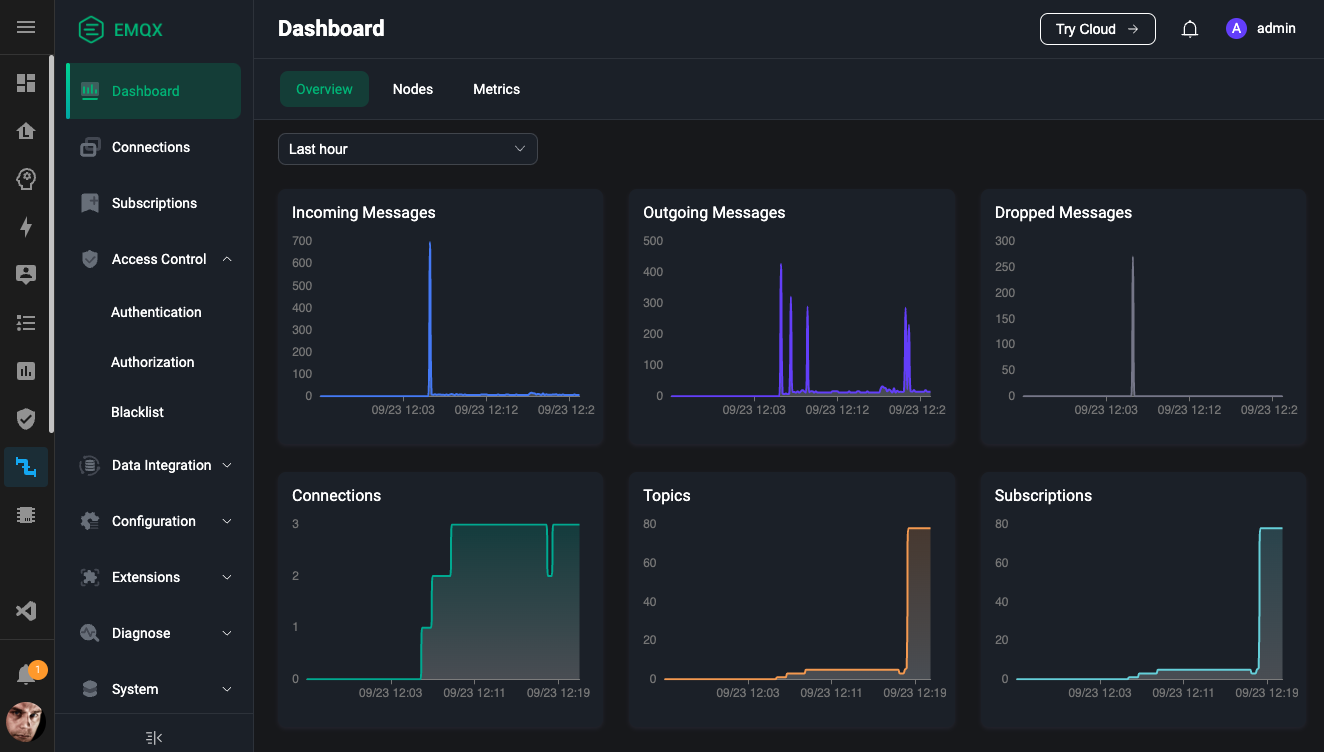 EMQX
Dashboard
Try Cloud →
A
admin
Dashboard
Connections
Subscriptions
Access Control
Authentication
Authorization
Blacklist
Data Integration
Configuration
Extensions
Diagnose
System
1
Overview
Nodes
Metrics
Last hour
Incoming Messages
700
600
500
400
300
200
100
0
09/23 12:03
09/23 12:12
09/23 12:2
Outgoing Messages
500
400
300
200
100
0
09/23 12:03
09/23 12:12
09/23 12:2
Dropped Messages
300
250
200
150
100
50
0
09/23 12:03
09/23 12:12
09/23 12:2
Connections
3
2
1
0
09/23 12:03
09/23 12:11
09/23 12:19
Topics
80
60
40
20
0
09/23 12:03
09/23 12:11
09/23 12:19
Subscriptions
80
60
40
20
0
09/23 12:03
09/23 12:11
09/23 12:19